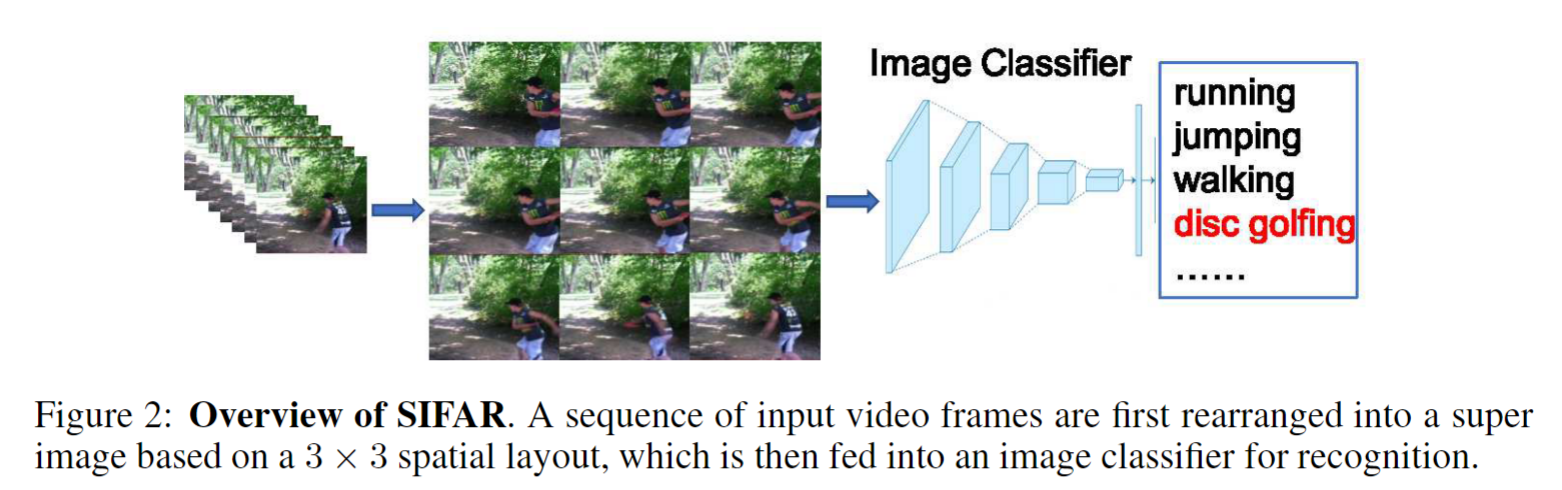 Image Classifier
running
jumping
walking
disc golfing
......
Figure 2: Overview of SIFAR. A sequence of input video frames are first rearranged into a super
image based on a 3 × 3 spatial layout, which is then fed into an image classifier for recognition.